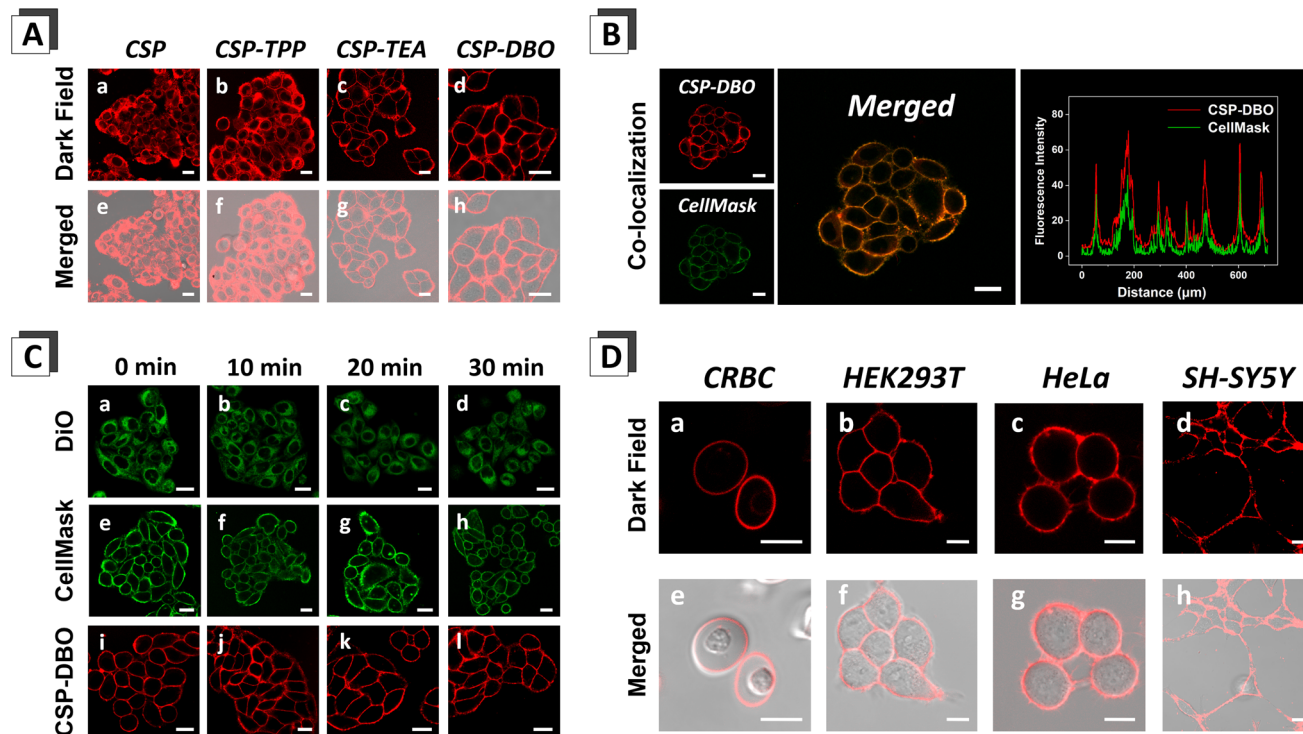 A
CSP
CSP-TPP
CSP-TEA
CSP-DBO
Dark Field
a
b
c
d
Merged
e
f
g
h
B
Co-localization
CSP-DBO
CellMask
Merged
CSP-DBO
CellMask
Fluorescence Intensity
80
60
40
20
0
0
200
400
600
Distance (μm)
C
0 min
10 min
20 min
30 min
DiO
a
b
c
d
CellMask
e
f
g
h
CSP-DBO
i
j
k
l
D
CRBC
HEK293T
HeLa
SH-SY5Y
Dark Field
a
b
c
d
Merged
e
f
g
h